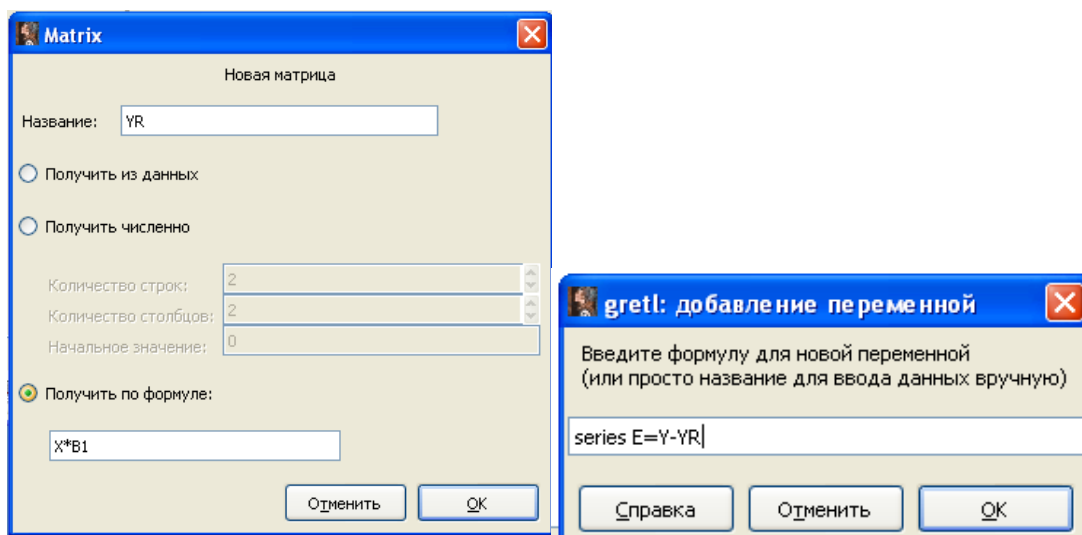 Matrix
Новая матрица
Название:
YR
Получить из данных
Получить численно
Количество строк:
2
Количество столбцов:
2
Начальное значение:
0
Получить по формуле:
X*B1
Отменить
OK
gretl: добавление переменной
Введите формулу для новой переменной
(или просто название для ввода данных вручную)
series E=Y-YR
Справка
Отменить
OK